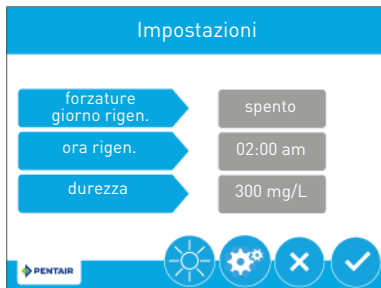 Impostazioni
forzature
giorno rigen.
spento
ora rigen.
02:00 am
durezza
300 mg/L
PENTAIR